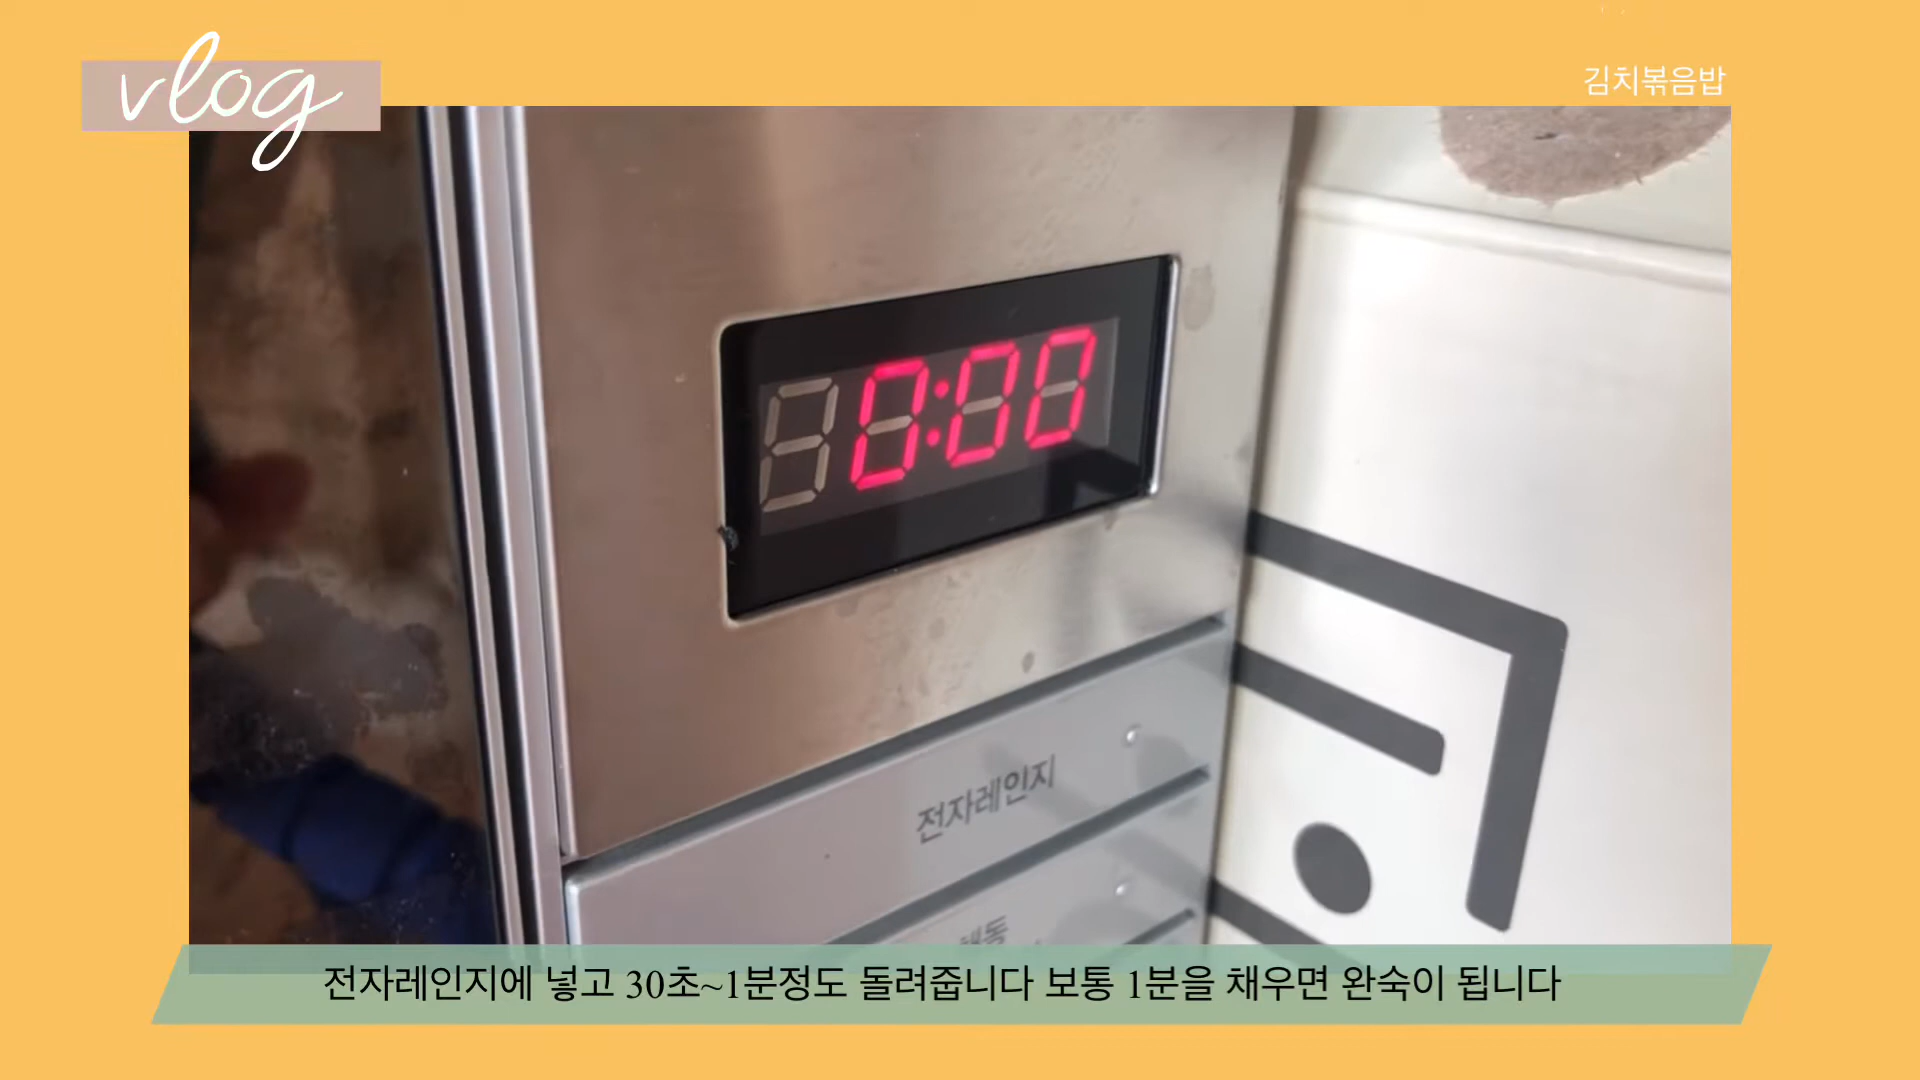 vlog
김치볶음밥
0:00
전자레인지
해동
전자레인지에 넣고 30초~1분정도 돌려줍니다 보통 1분을 채우면 완숙이 됩니다